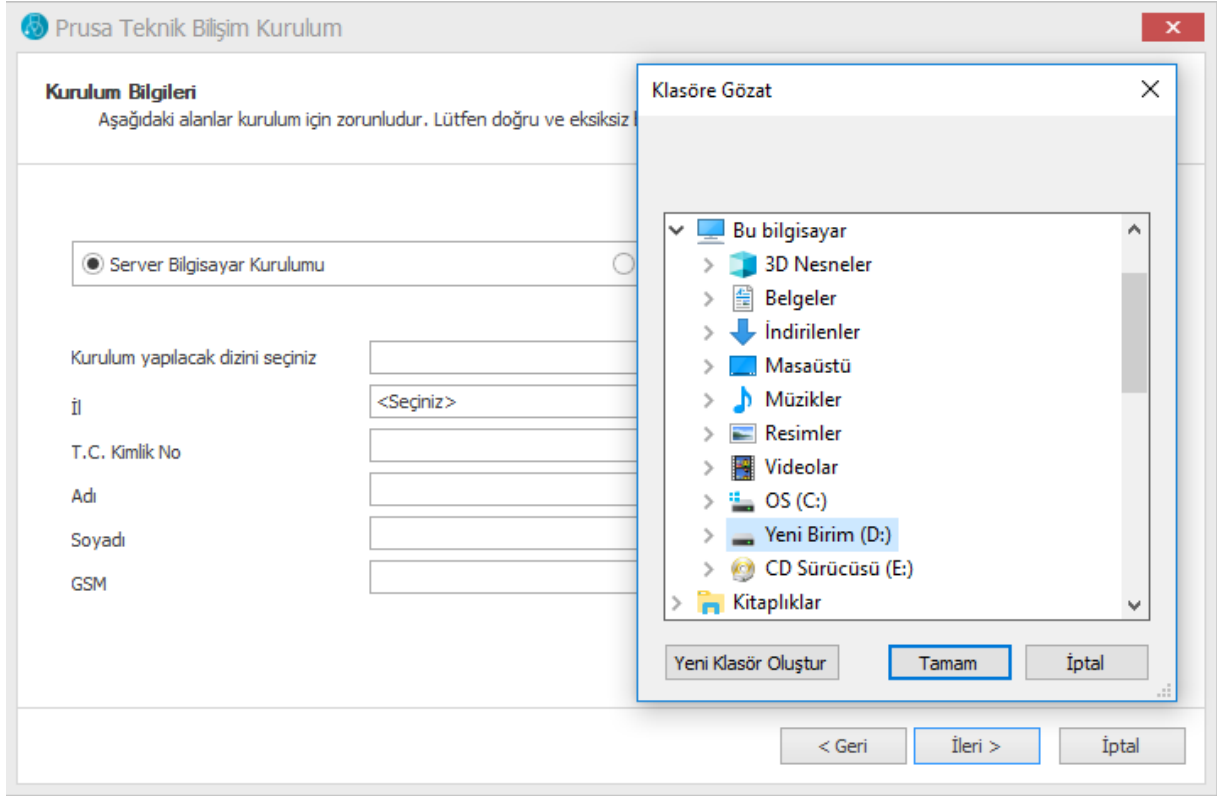 Prusa Teknik Bilişim Kurulum
Kurulum Bilgileri
Aşağıdaki alanlar kurulum için zorunludur. Lütfen doğru ve eksiksiz
Server Bilgisayar Kurulumu
Kurulum yapılacak dizini seçiniz
İl
<Seçiniz>
T.C. Kimlik No
Adı
Soyadı
GSM
Klasöre Gözat
Bu bilgisayar
3D Nesneler
Belgeler
İndirilenler
Masaüstü
Müzikler
Resimler
Videolar
OS (C:)
Yeni Birim (D:)
CD Sürücüsü (E:)
Kitaplıklar
Yeni Klasör Oluştur
Tamam
İptal
< Geri
İleri >
İptal